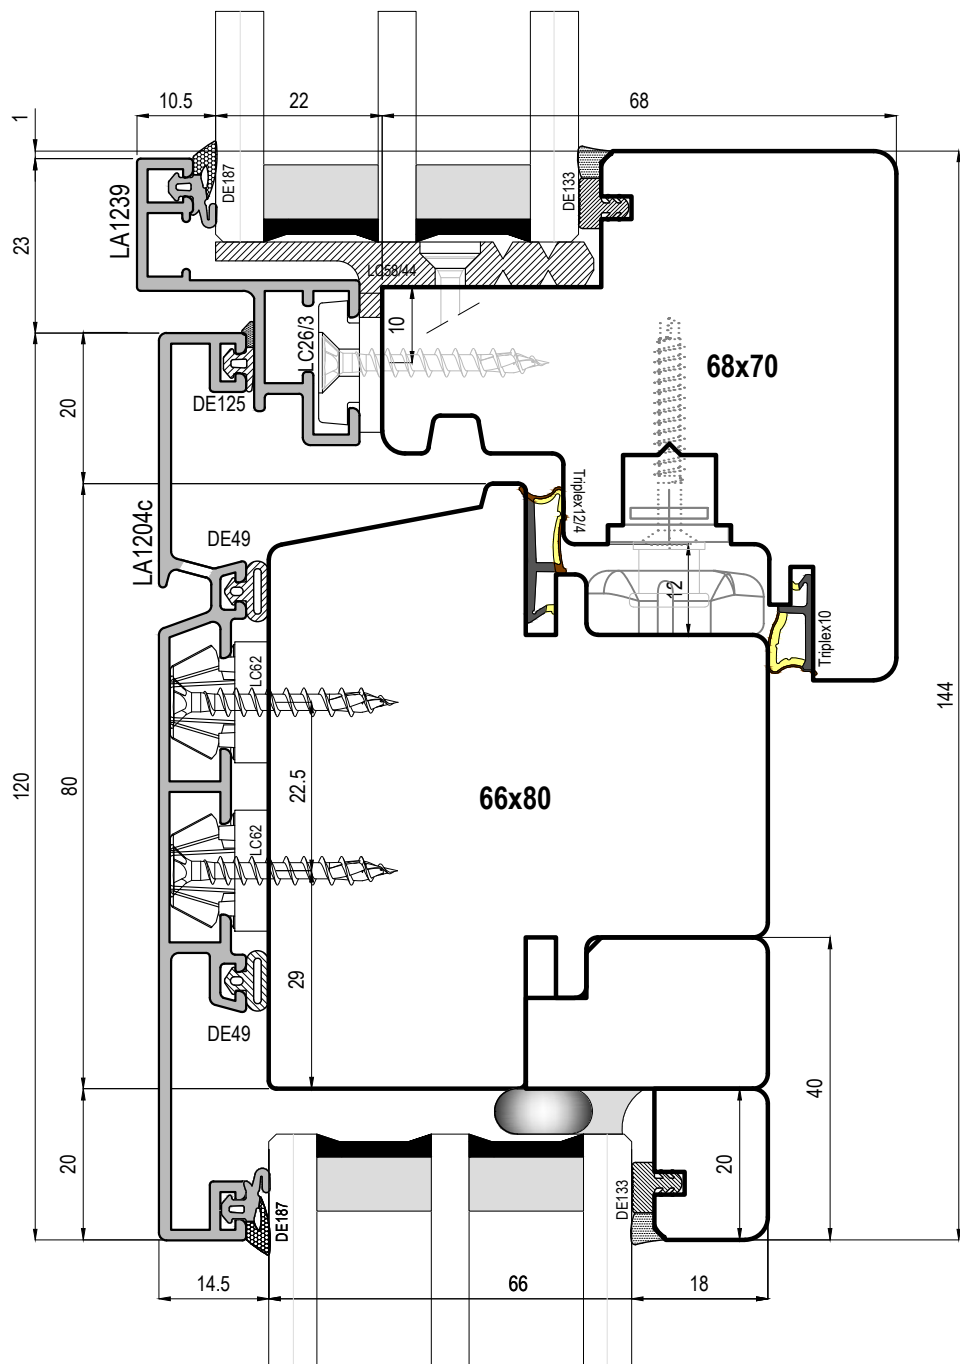 10.5
22
68
1
DE187
DE133
LA1239
23
LC58/44
LC26/3
10
68x70
20
DE125
Triplex12/4
LA1204c
DE49
12
Triplex10
LC62
144
120
80
22.5
66x80
LC62
29
DE49
40
20
20
DE187
DE133
14.5
66
18